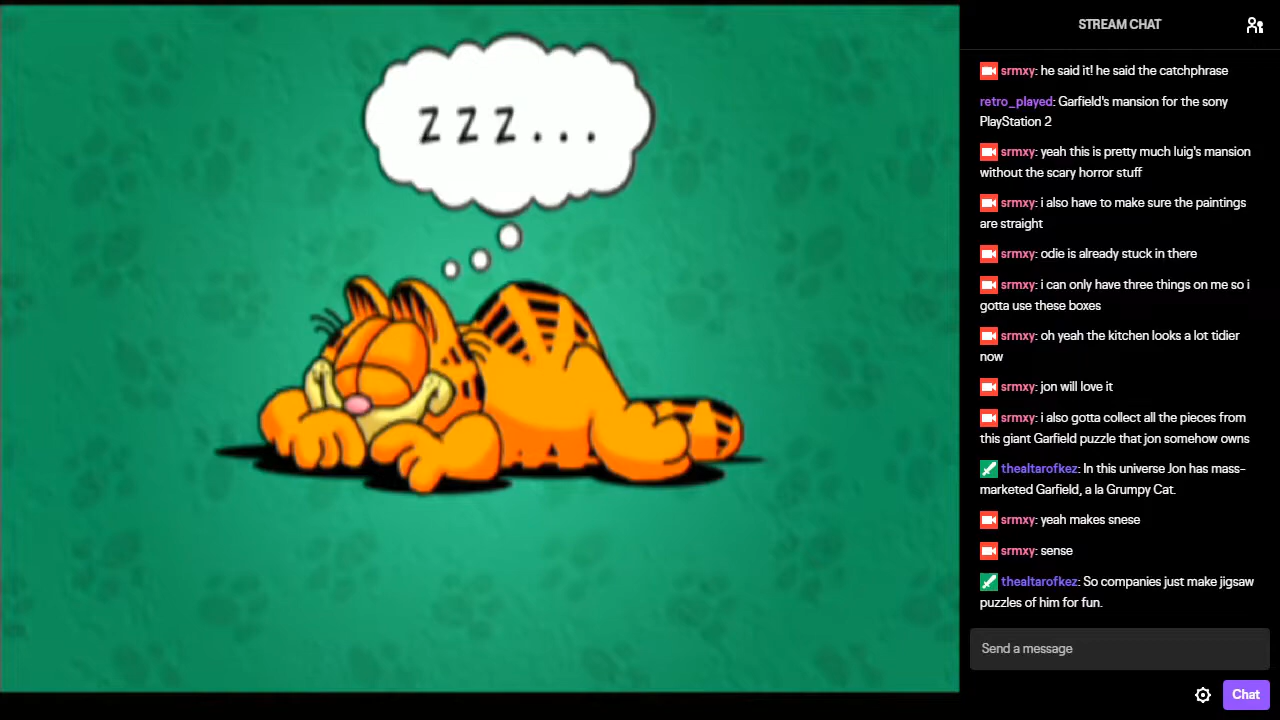 Z Z Z . . .
STREAM CHAT
srmxy: he said it! he said the catchphrase
retro_played: Garfield's mansion for the sony
PlayStation 2
srmxy: yeah this is pretty much luig's mansion
without the scary horror stuff
srmxy: i also have to make sure the paintings
are straight
srmxy: odie is already stuck in there
srmxy: i can only have three things on me so i
gotta use these boxes
srmxy: oh yeah the kitchen looks a lot tidier
now
srmxy: jon will love it
srmxy: i also gotta collect all the pieces from
this giant Garfield puzzle that jon somehow owns
thealtarofkez: In this universe Jon has mass-
marketed Garfield, a la Grumpy Cat.
srmxy: yeah makes snese
srmxy: sense
thealtarofkez: So companies just make jigsaw
puzzles of him for fun.
Send a message
Chat